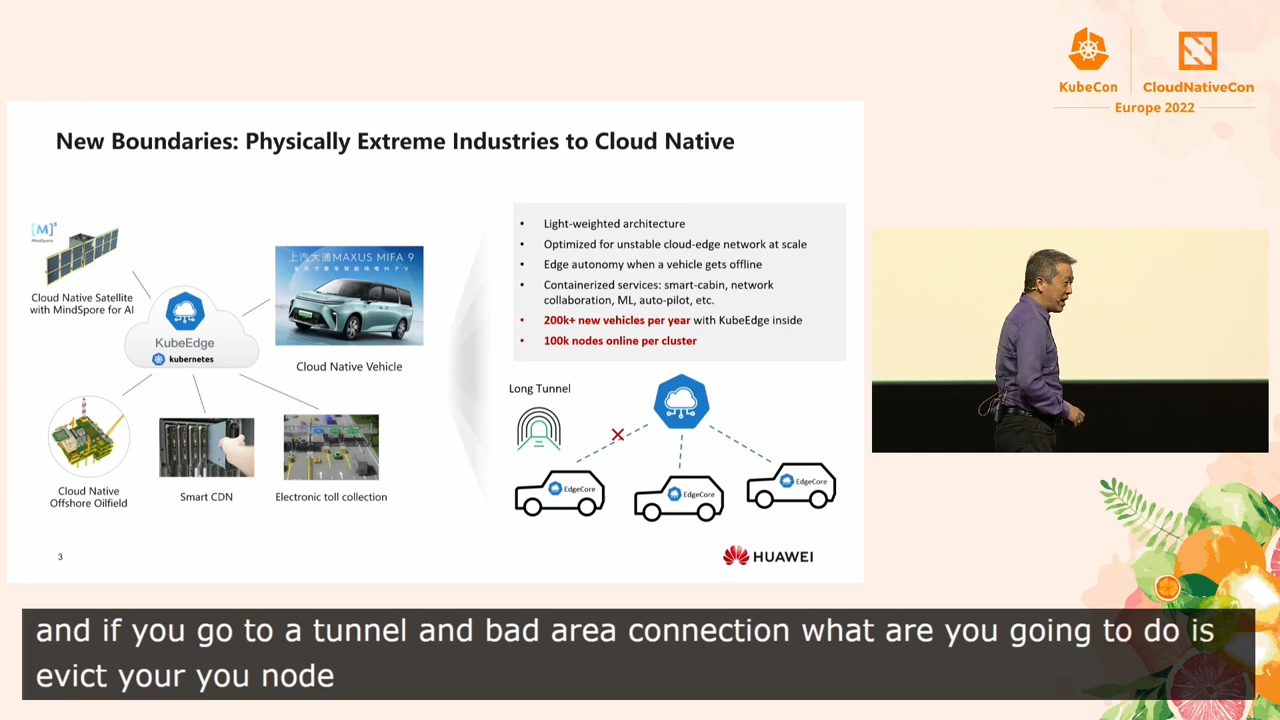 KubeCon
CloudNativeCon
Europe 2022
New Boundaries: Physically Extreme Industries to Cloud Native
[M]s
MindSpore
Cloud Native Satellite
with MindSpore for AI
KubeEdge
kubernetes
上汽大通MAXUS MIFA 9
Cloud Native Vehicle
Cloud Native
Offshore Oilfield
Smart CDN
Electronic toll collection
• Light-weighted architecture
• Optimized for unstable cloud-edge network at scale
• Edge autonomy when a vehicle gets offline
• Containerized services: smart-cabin, network
collaboration, ML, auto-pilot, etc.
• 200k+ new vehicles per year with KubeEdge inside
• 100k nodes online per cluster
Long Tunnel
EdgeCore
EdgeCore
EdgeCore
3
HUAWEI
and if you go to a tunnel and bad area connection what are you going to do is
evict your you node